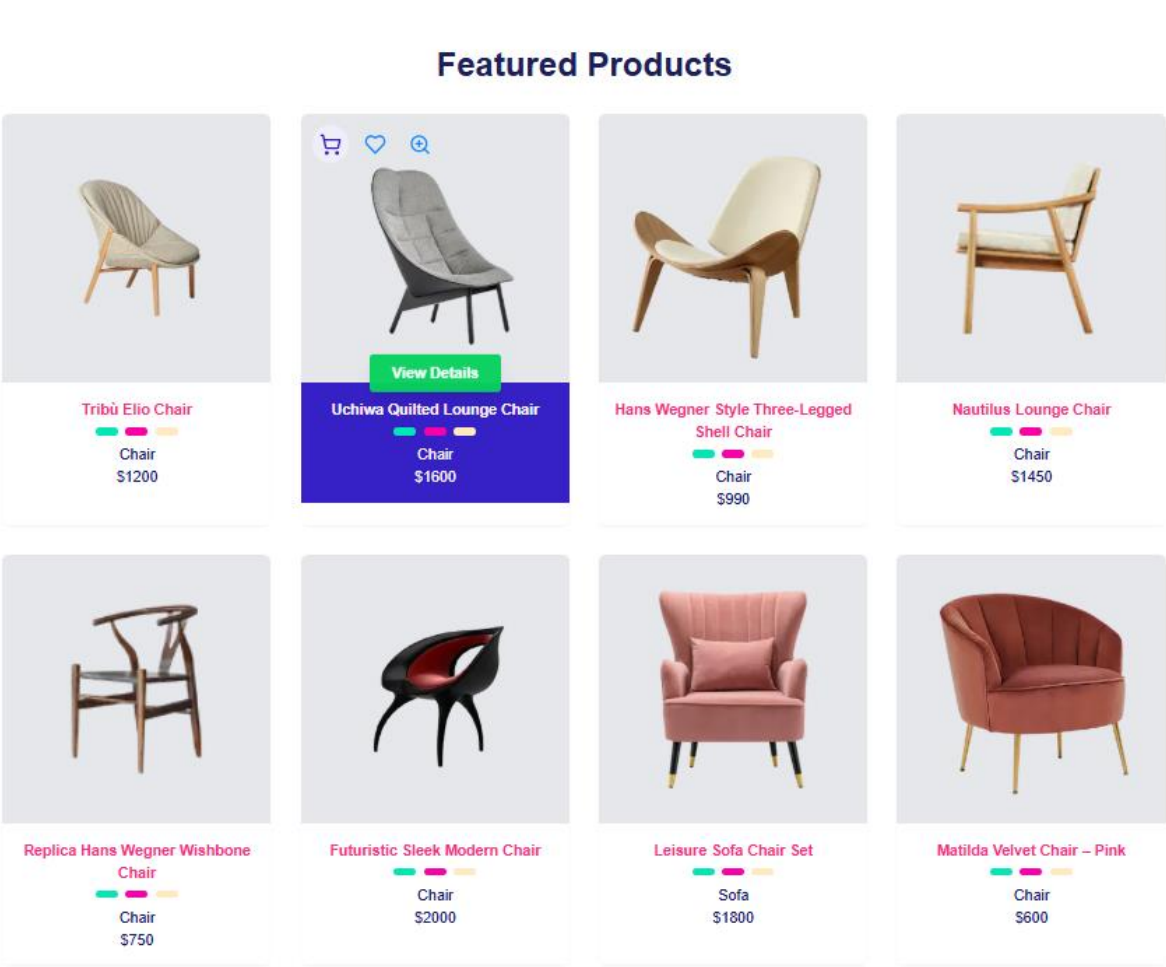 Featured Products
View Details
Tribù Elio Chair
Chair
$1200
Uchiwa Quilted Lounge Chair
Chair
$1600
Hans Wegner Style Three-Legged
Shell Chair
Chair
$990
Nautilus Lounge Chair
Chair
$1450
Replica Hans Wegner Wishbone
Chair
Chair
$750
Futuristic Sleek Modern Chair
Chair
$2000
Leisure Sofa Chair Set
Sofa
$1800
Matilda Velvet Chair – Pink
Chair
$600